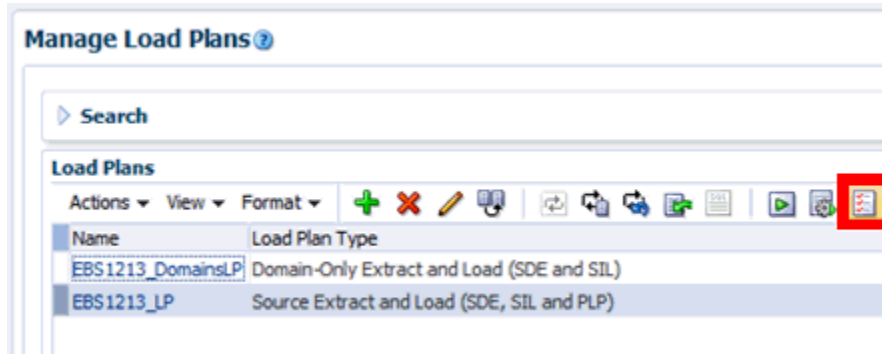 Manage Load Plans
Search
Load Plans
Actions View Format
Name Load Plan Type
EBS1213_DomainsLP Domain-Only Extract and Load (SDE and SIL)
EBS1213_LP Source Extract and Load (SDE, SIL and PLP)